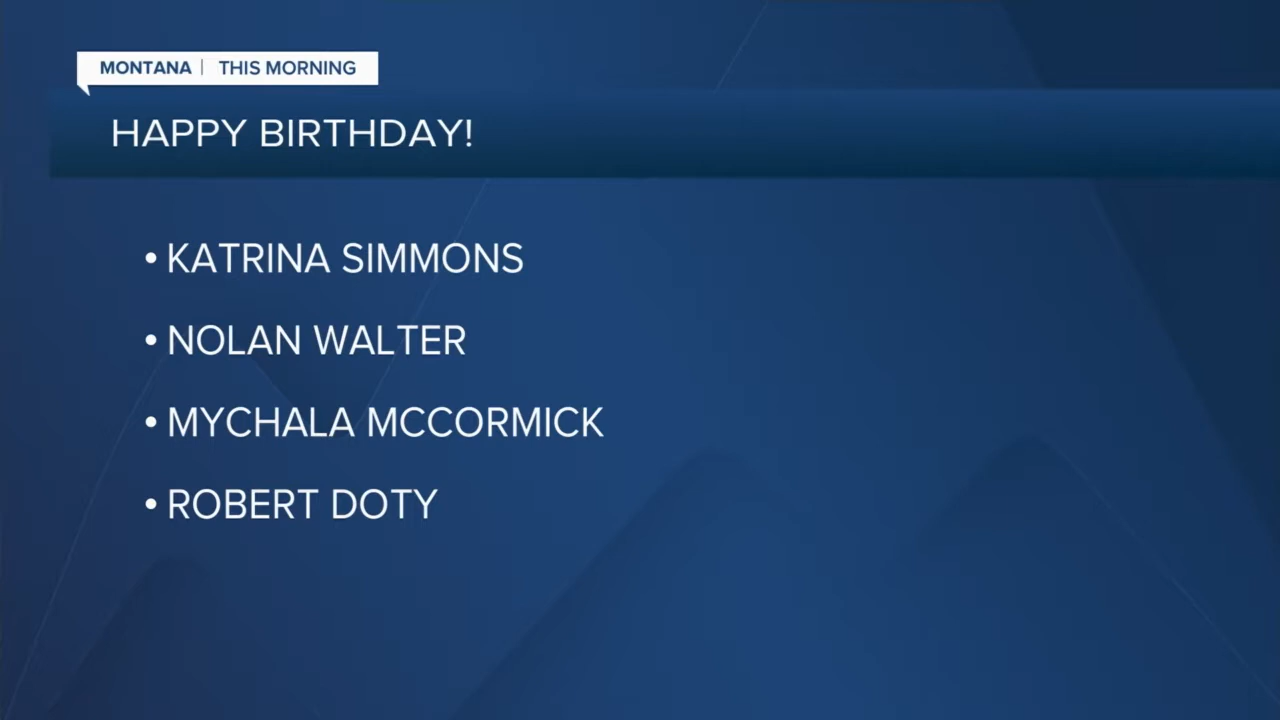 MONTANA | THIS MORNING
HAPPY BIRTHDAY!
• KATRINA SIMMONS
• NOLAN WALTER
• MYCHALA MCCORMICK
• ROBERT DOTY